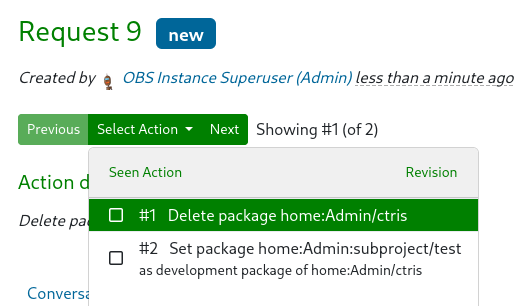 Request 9 new
Created by OBS Instance Superuser (Admin) less than a minute ago
Previous Select Action Next Showing #1 (of 2)
Seen Action Revision
Action d
#1 Delete package home:Admin/ctris
Delete pa
#2 Set package home:Admin:subproject/test
as development package of home:Admin/ctris
Conversa